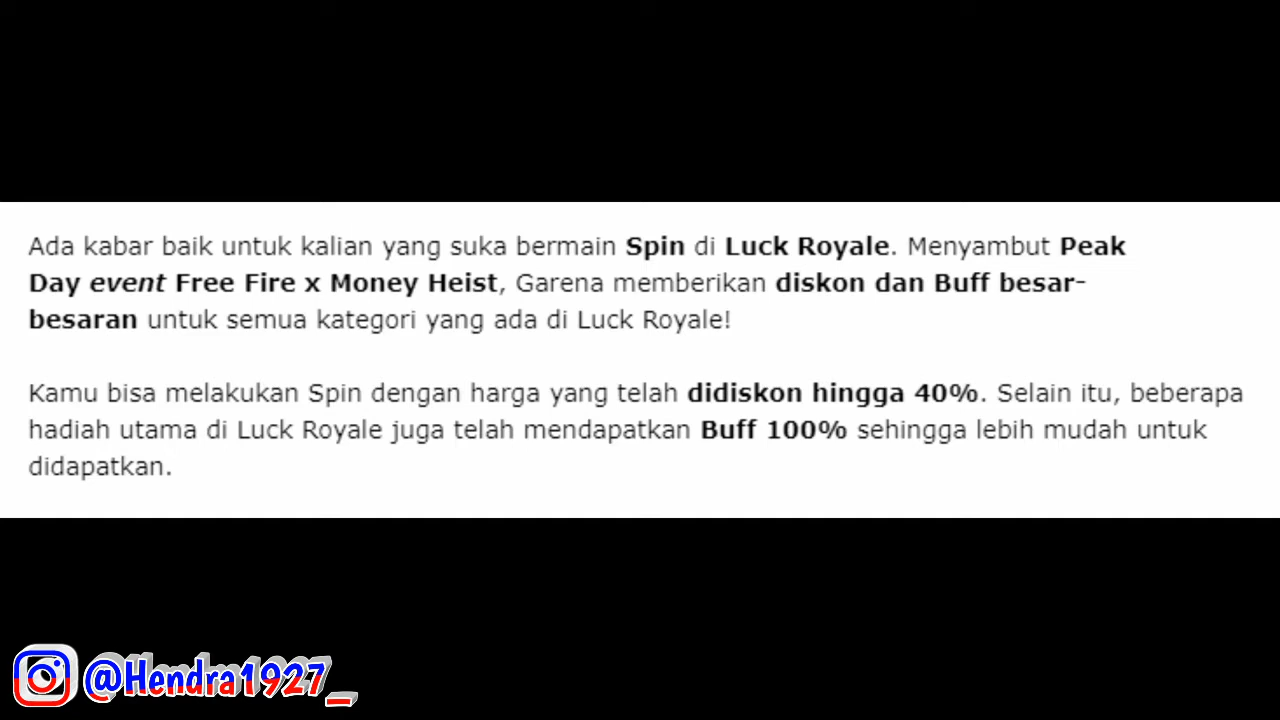 Ada kabar baik untuk kalian yang suka bermain Spin di Luck Royale. Menyambut Peak
Day event Free Fire x Money Heist, Garena memberikan diskon dan Buff besar-
besaran untuk semua kategori yang ada di Luck Royale!
Kamu bisa melakukan Spin dengan harga yang telah didiskon hingga 40%. Selain itu, beberapa
hadiah utama di Luck Royale juga telah mendapatkan Buff 100% sehingga lebih mudah untuk
didapatkan.
@Hendra1927_